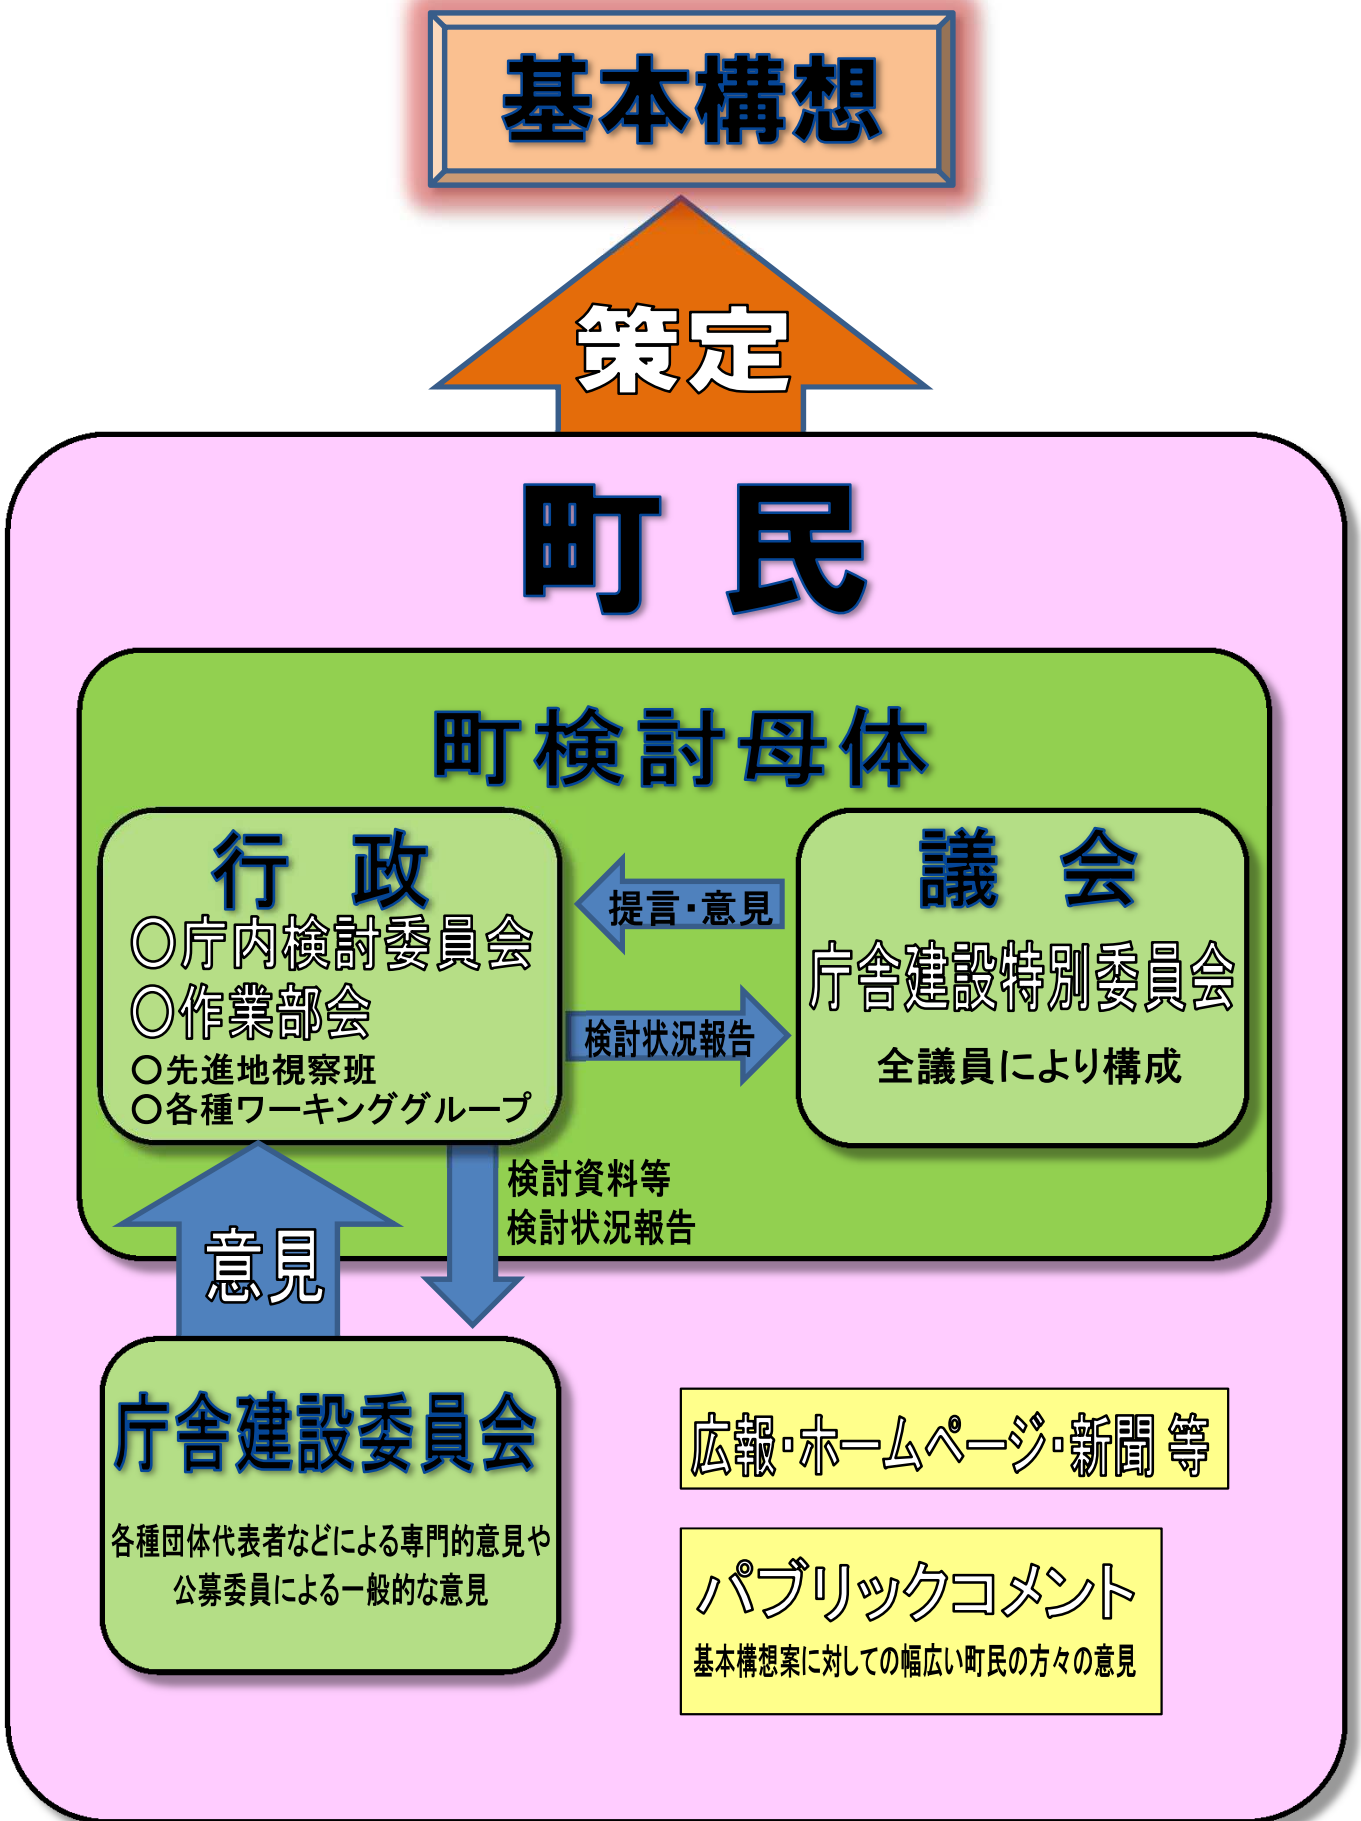 基本構想
策定
町 民
町検討母体
行 政
○庁内検討委員会
○作業部会
○先進地視察班
○各種ワーキンググループ
提言・意見
検討状況報告
議 会
庁舎建設特別委員会
全議員により構成
検討資料等
検討状況報告
意見
庁舎建設委員会
各種団体代表者などによる専門的意見や
公募委員による一般的な意見
広報・ホームページ・新聞 等
パブリックコメント
基本構想案に対しての幅広い町民の方々の意見